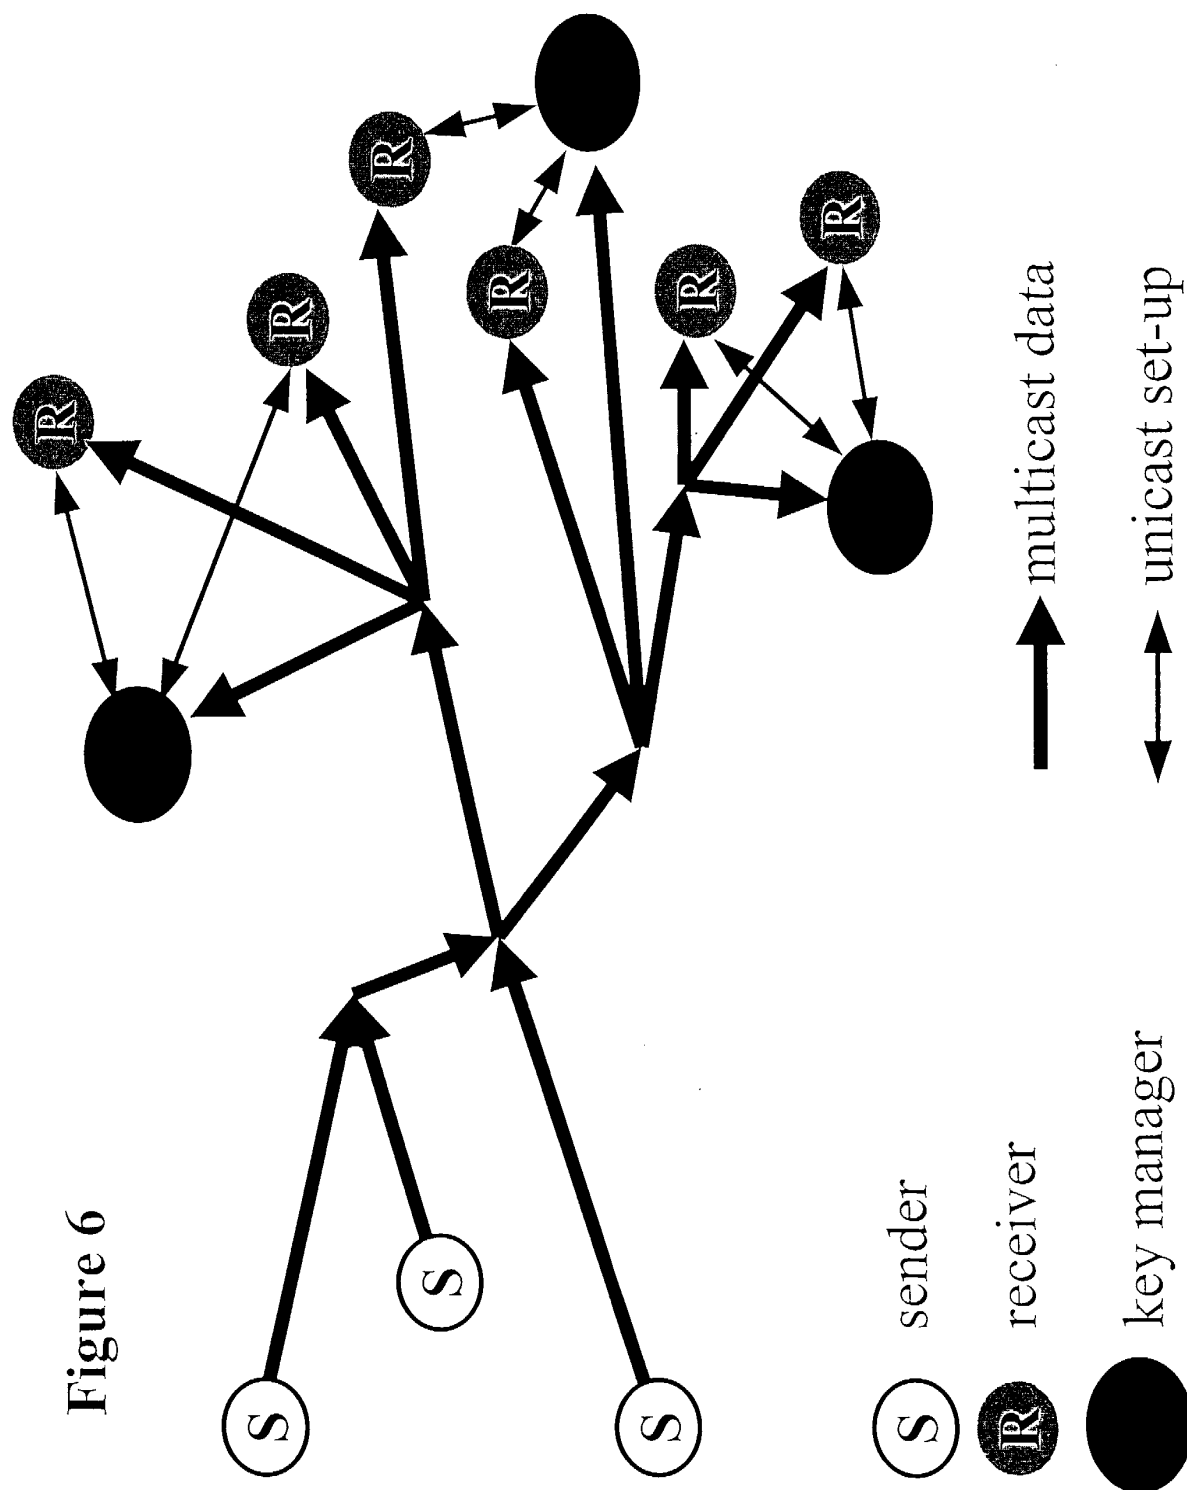 Figure 6
R
R
R
R
R
R
S
S
S
S sender
R receiver
key manager
multicast data
unicast set-up